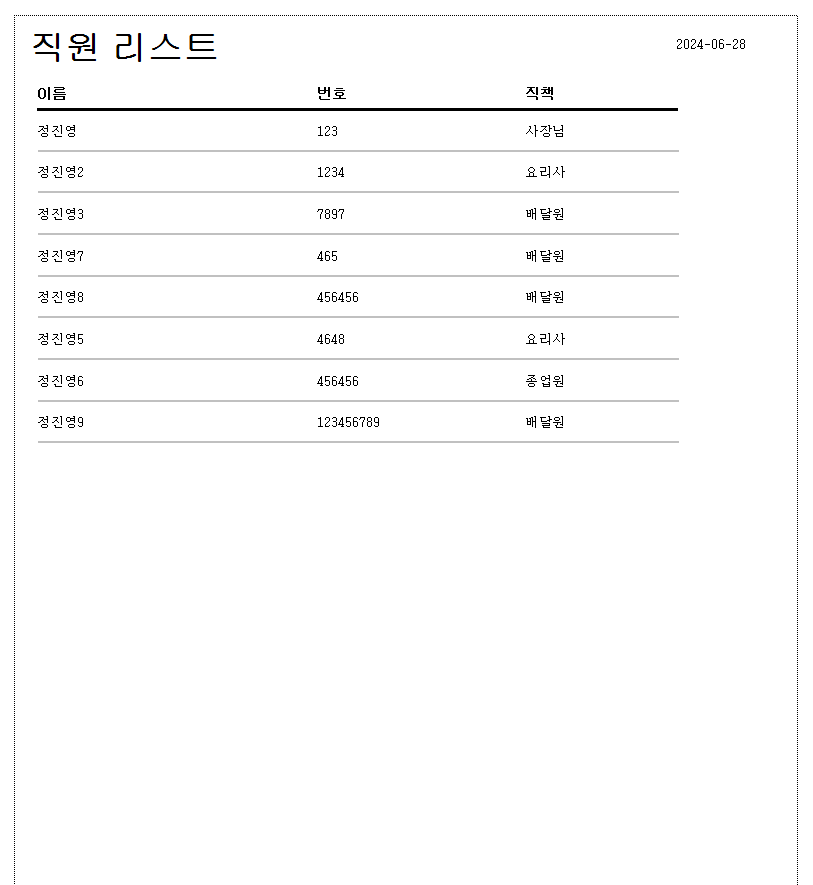 직원 리스트 2024-06-28
이름 번호 직책
정진영 123 사장님
정진영2 1234 요리사
정진영3 7897 배달원
정진영7 465 배달원
정진영8 456456 배달원
정진영5 4648 요리사
정진영6 456456 종업원
정진영9 123456789 배달원